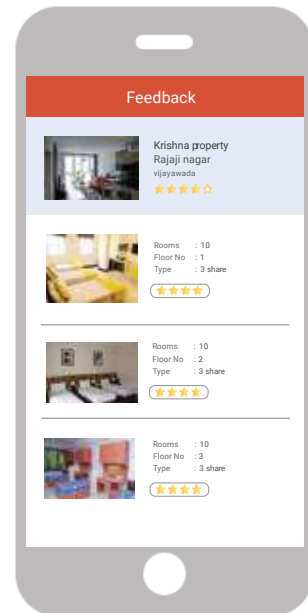 Feedback
Krishna property
Rajaji nagar
vijayawada
Rooms : 10
Floor No : 1
Type : 3 share
Rooms : 10
Floor No : 2
Type : 3 share
Rooms : 10
Floor No : 3
Type : 3 share